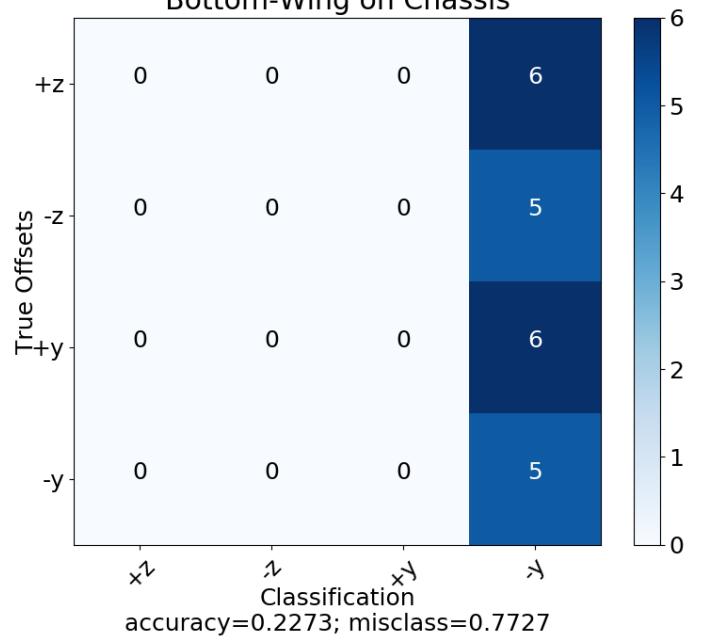 Bottom-Wing on Chassis
6
+z 0 0 0 6
5
-z 0 0 0 5
4
3
True Offsets
+y 0 0 0 6
2
1
-y 0 0 0 5
0
+z -z +y -y
Classification
accuracy=0.2273; misclass=0.7727